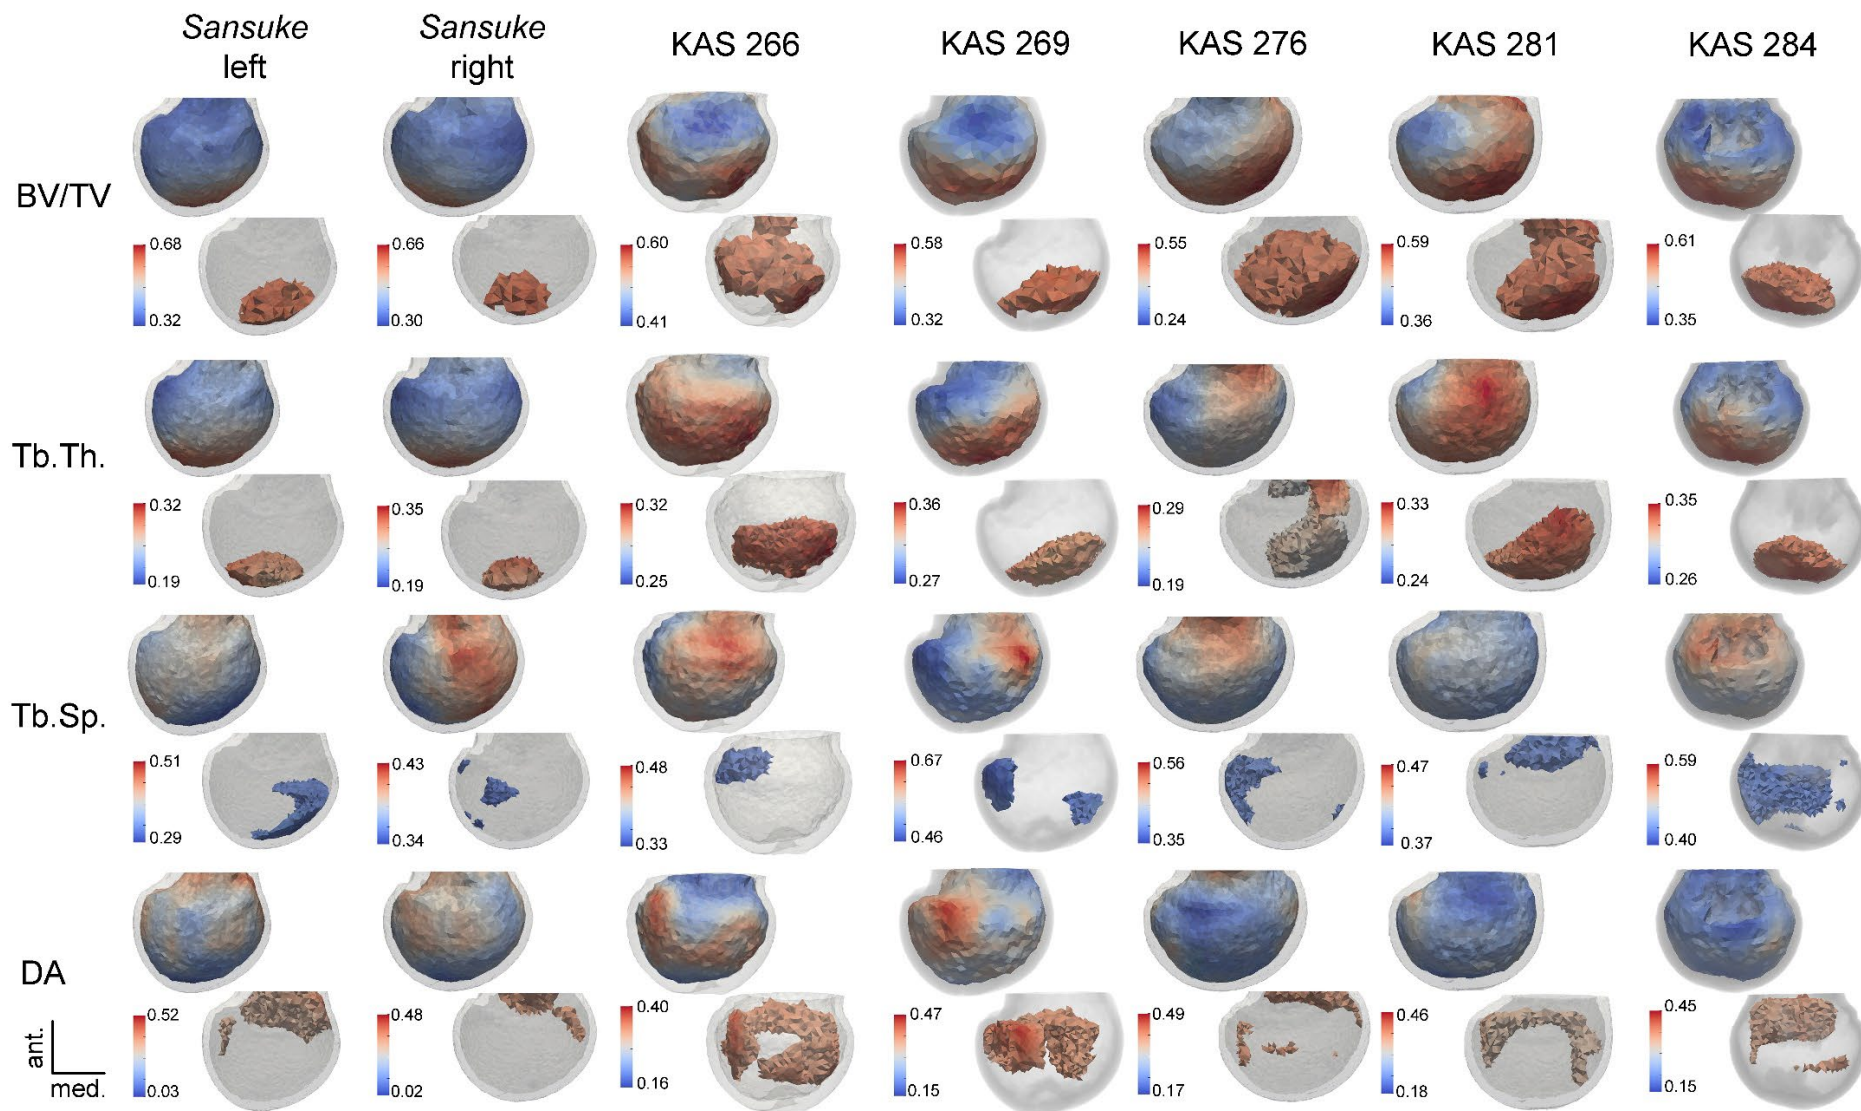 Sansuke left
Sansuke right
KAS 266
KAS 269
KAS 276
KAS 281
KAS 284
BV/TV
0.68 0.66 0.60 0.58 0.55 0.59 0.61
0.32 0.30 0.41 0.32 0.24 0.36 0.35
Tb.Th.
0.32 0.35 0.32 0.36 0.29 0.33 0.35
0.19 0.19 0.25 0.27 0.19 0.24 0.26
Tb.Sp.
0.51 0.43 0.48 0.67 0.56 0.47 0.59
0.29 0.34 0.33 0.46 0.35 0.37 0.40
DA
0.52 0.48 0.40 0.47 0.49 0.46 0.45
0.03 0.02 0.16 0.15 0.17 0.18 0.15
ant.
med.